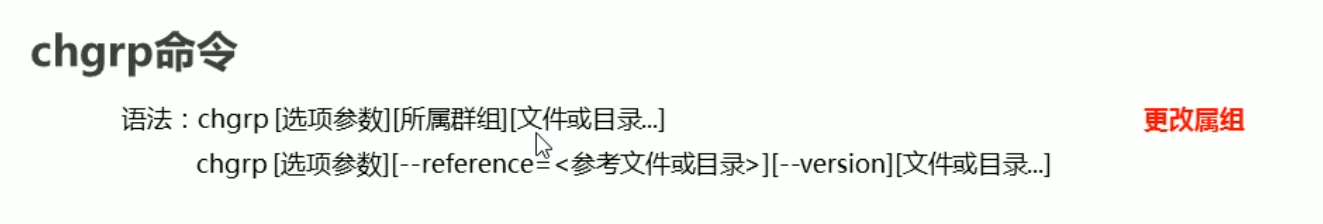 chgrp命令
语法：chgrp [选项参数][所属群组][文件或目录...] 更改属组
chgrp [选项参数][--reference=<参考文件或目录>][--version][文件或目录...]